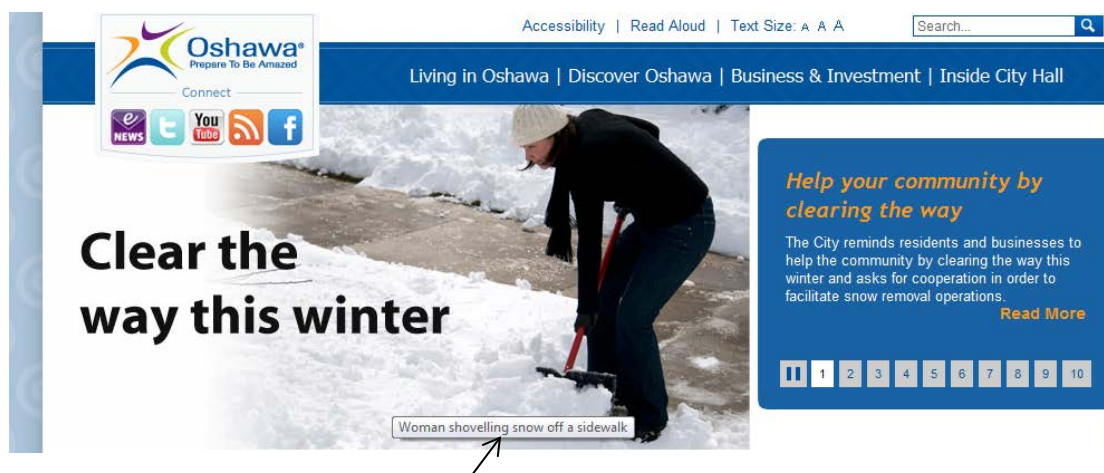 Accessibility | Read Aloud | Text Size: A A A
Search...
Oshawa®
Prepare To Be Amazed
Connect
e NEWS
t
You Tube
f
Living in Oshawa | Discover Oshawa | Business & Investment | Inside City Hall
Clear the
way this winter
Help your community by
clearing the way
The City reminds residents and businesses to
help the community by clearing the way this
winter and asks for cooperation in order to
facilitate snow removal operations.
Read More
1 2 3 4 5 6 7 8 9 10
Woman shovelling snow off a sidewalk